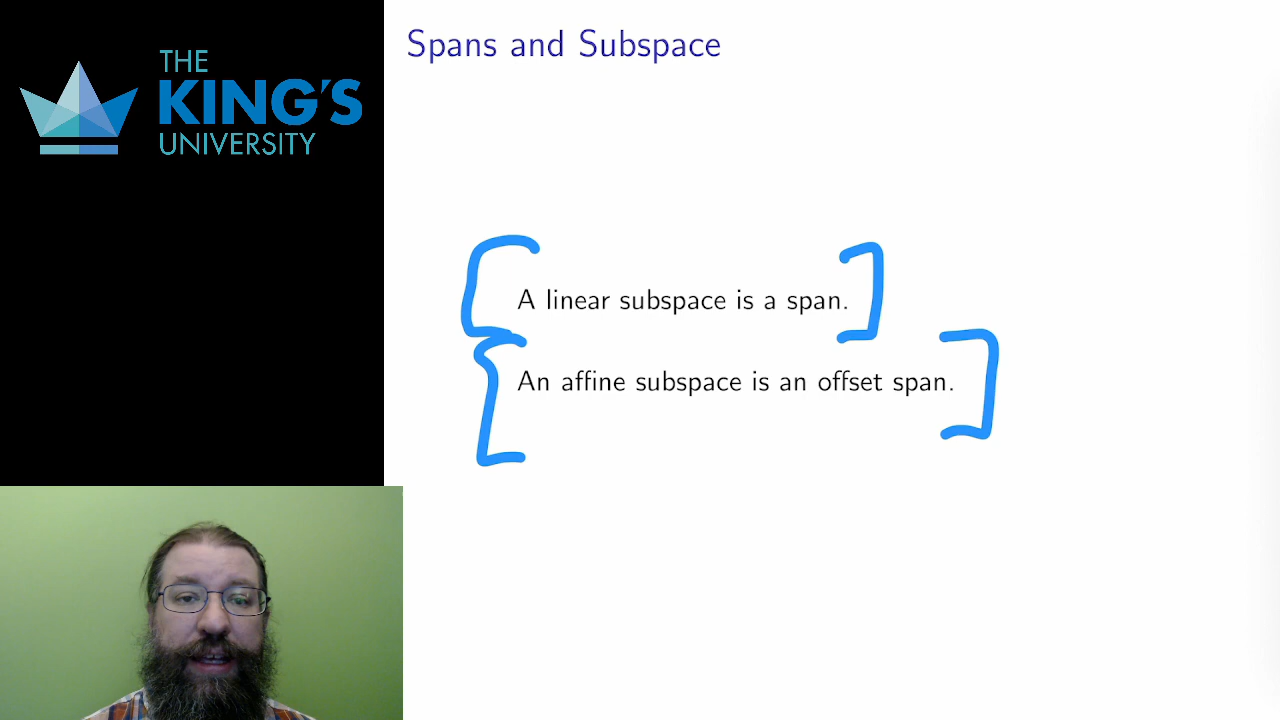 THE
KING'S
UNIVERSITY
Spans and Subspace
A linear subspace is a span.
An affine subspace is an offset span.